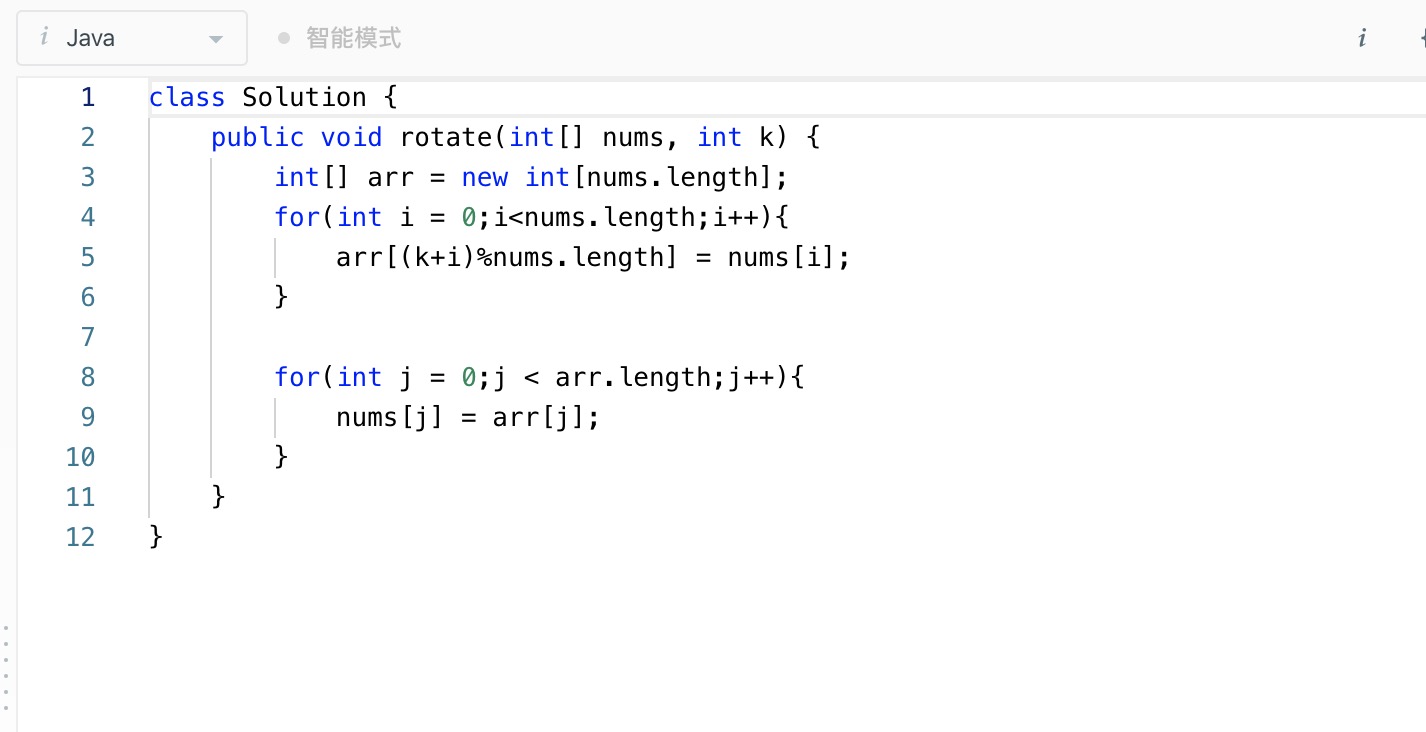 i Java 智能模式 i
1 class Solution {
2 public void rotate(int[] nums, int k) {
3 int[] arr = new int[nums.length];
4 for(int i = 0;i<nums.length;i++){
5 arr[(k+i)%nums.length] = nums[i];
6 }
7
8 for(int j = 0;j < arr.length;j++){
9 nums[j] = arr[j];
10 }
11 }
12 }